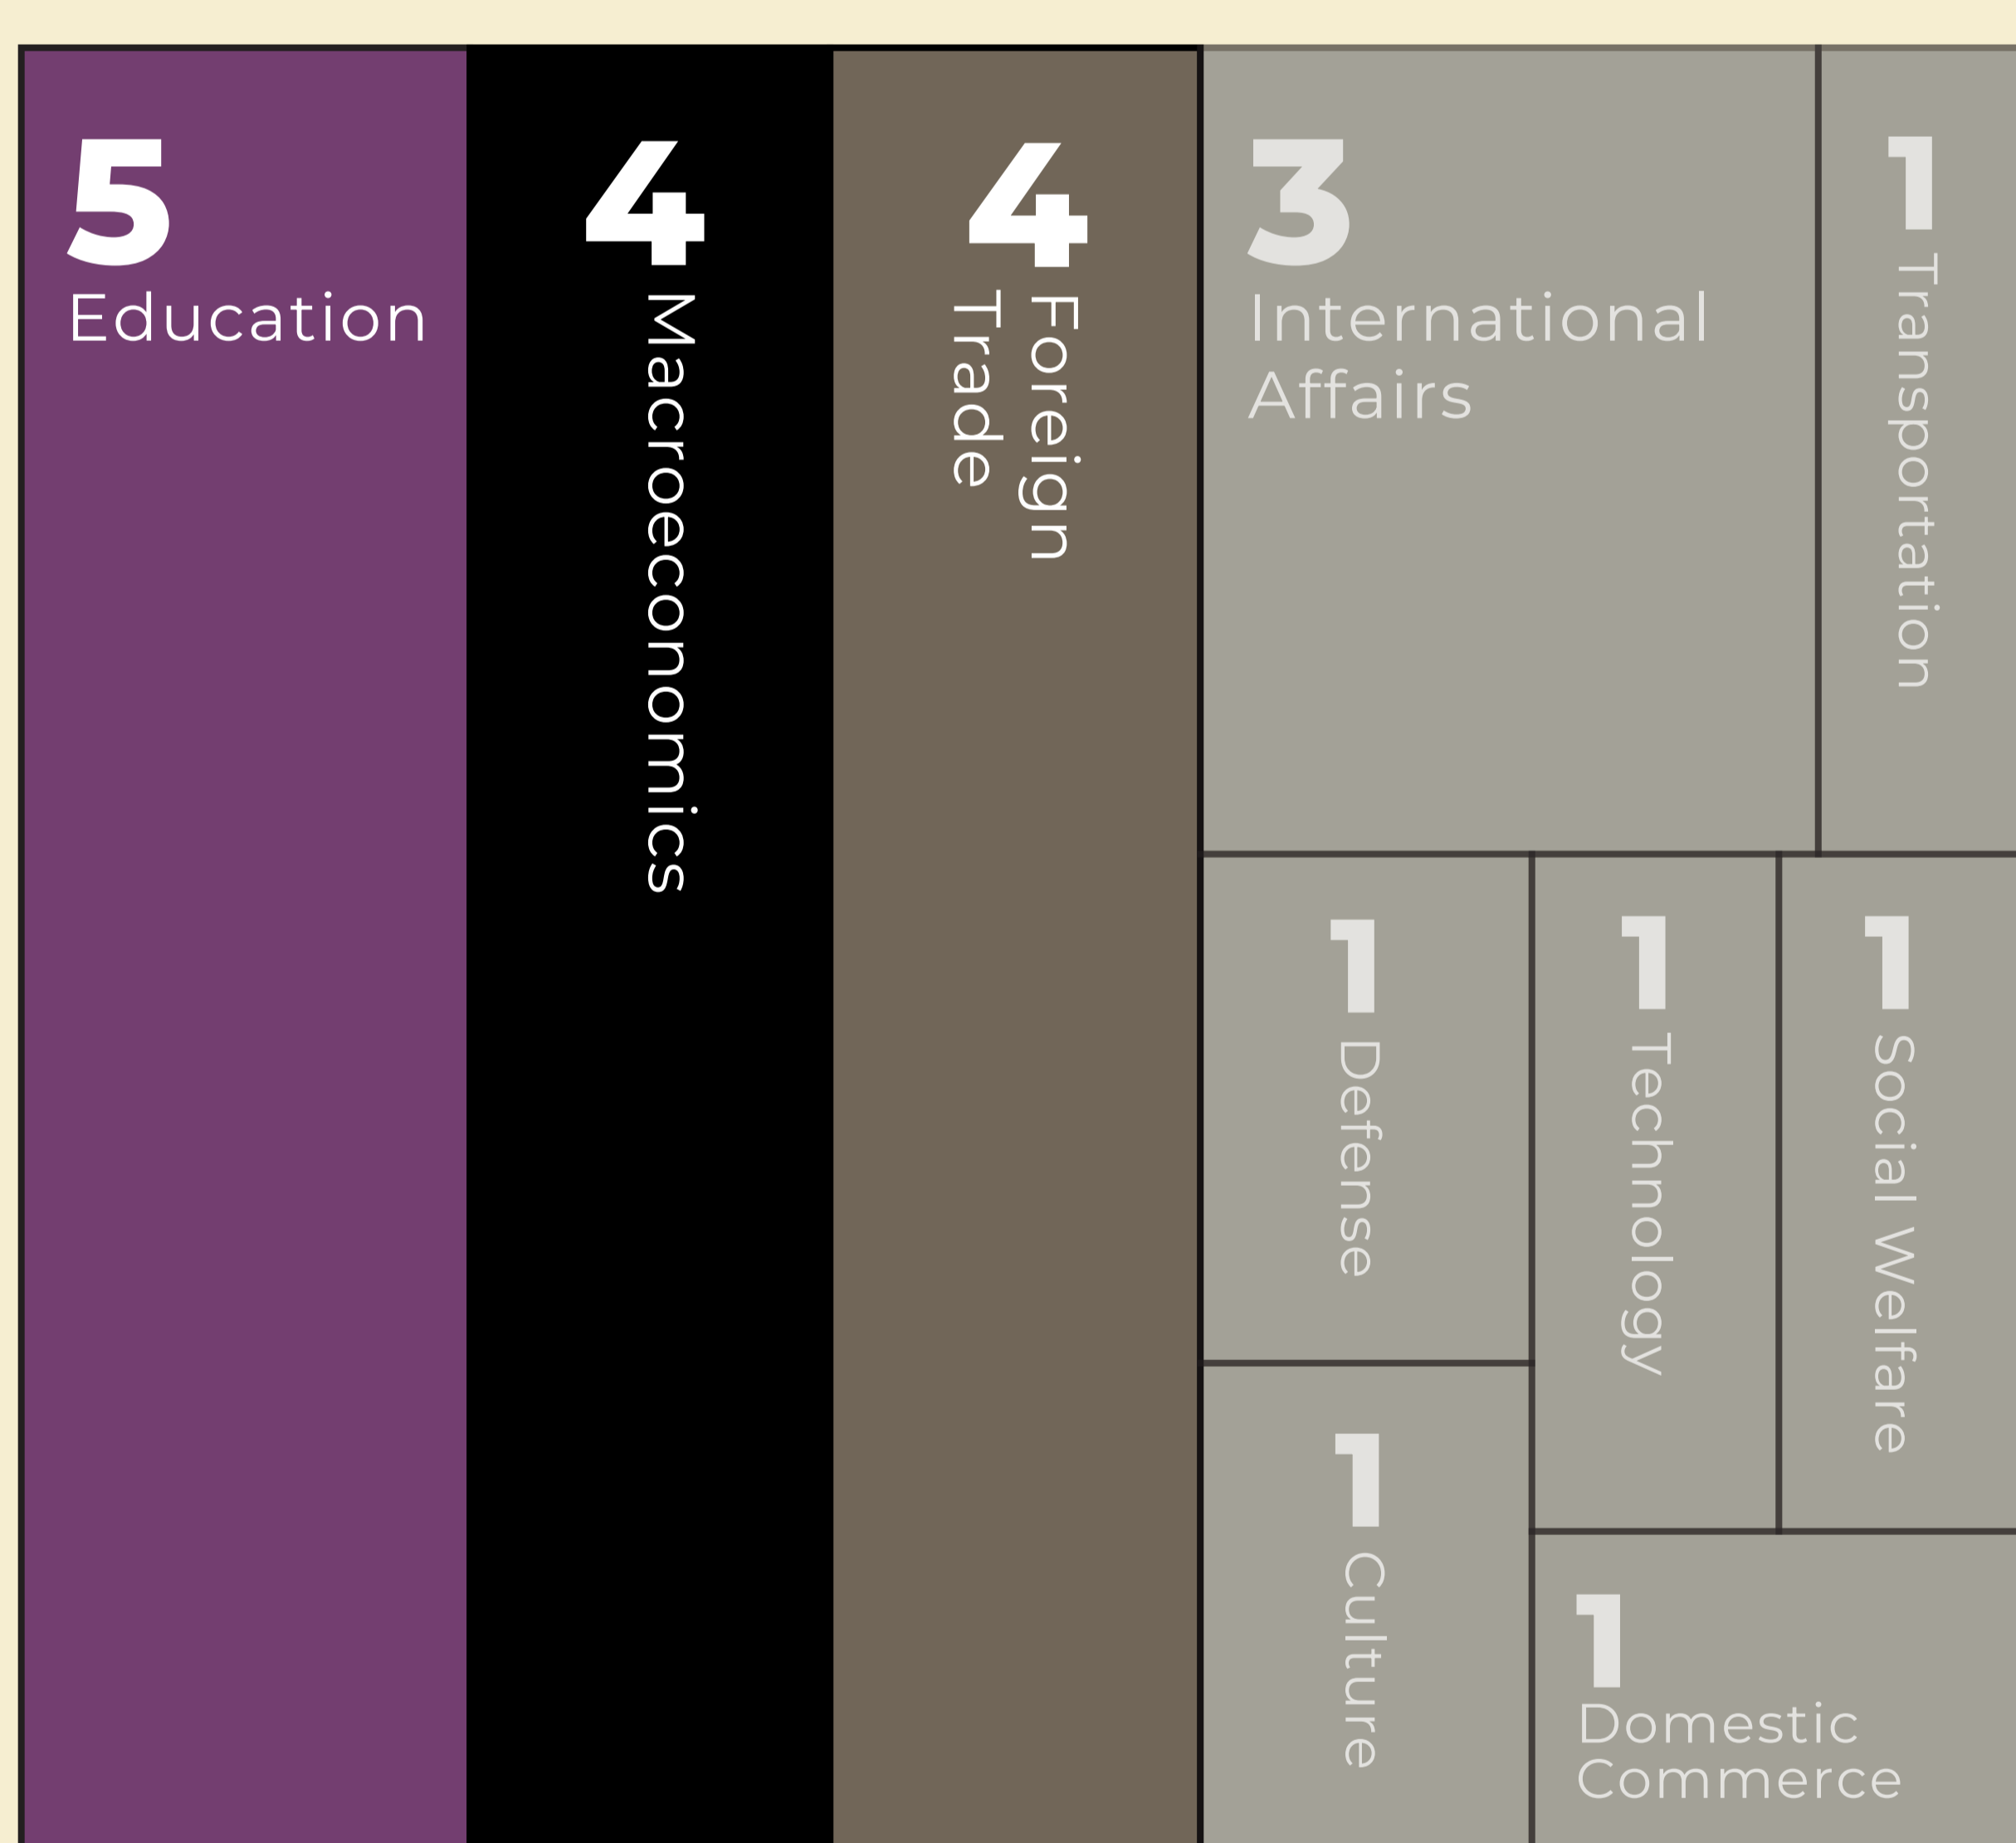 5
Education
4
Macroeconomics
4
Foreign
Trade
3
International
Affairs
1
Transportation
1
Defense
1
Technology
1
Social Welfare
1
Culture
1
Domestic
Commerce